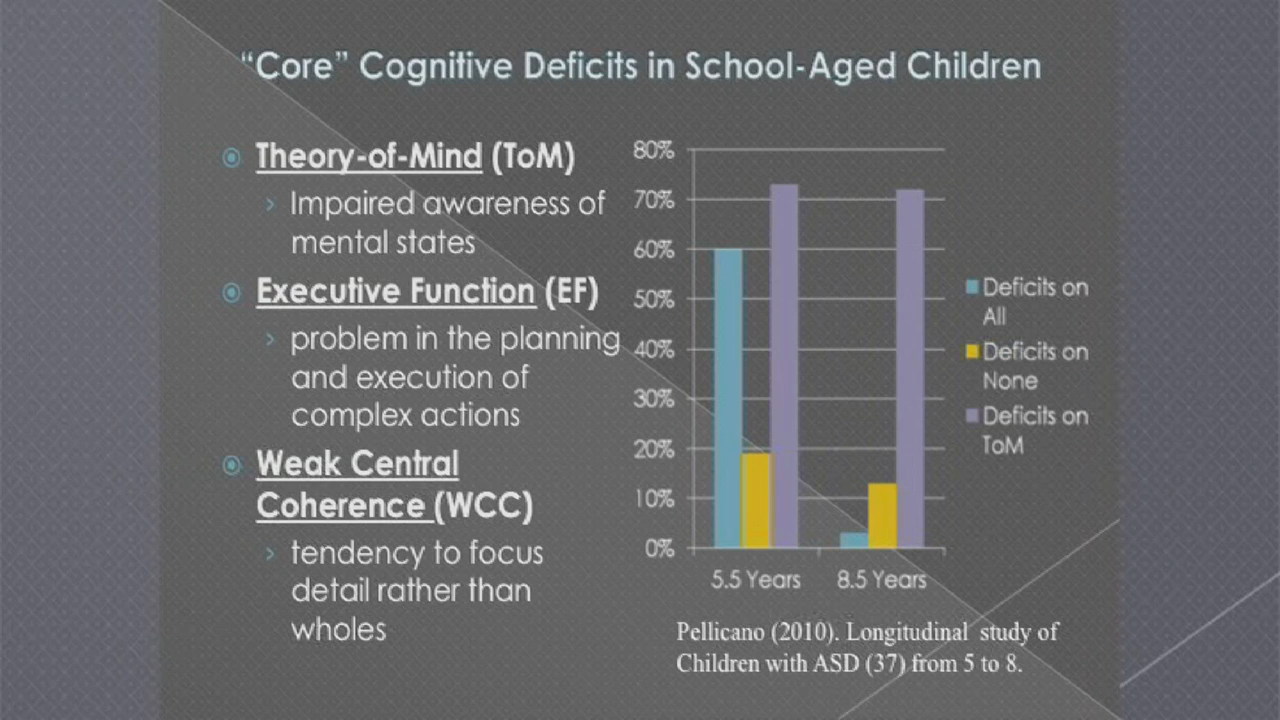 “Core” Cognitive Deficits in School-Aged Children
Theory-of-Mind (ToM)
Impaired awareness of
mental states
Executive Function (EF)
problem in the planning
and execution of
complex actions
Weak Central
Coherence (WCC)
tendency to focus
detail rather than
wholes
80%
70%
60%
50%
40%
30%
20%
10%
0%
5.5 Years 8.5 Years
Deficits on
All
Deficits on
None
Deficits on
ToM
Pellicano (2010). Longitudinal study of
Children with ASD (37) from 5 to 8.